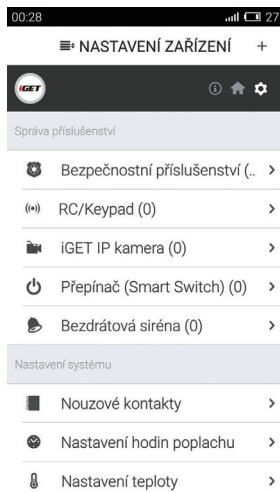 00:28
27
NASTAVENÍ ZAŘÍZENÍ +
iGET
Správa příslušenství
Bezpečnostní příslušenství (..
RC/Keypad (0)
iGET IP kamera (0)
Přepínač (Smart Switch) (0)
Bezdrátová siréna (0)
Nastavení systému
Nouzové kontakty
Nastavení hodin poplachu
Nastavení teploty